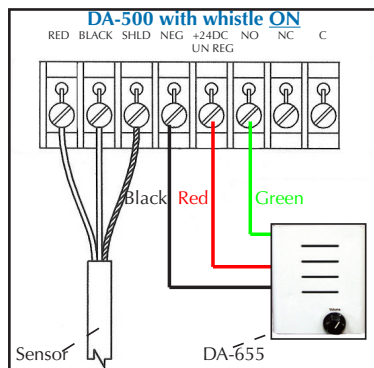 DA-500 with whistle ON
RED BLACK SHLD NEG +24DC UN REG NO NC C
Black Red Green
Volume
Sensor DA-655